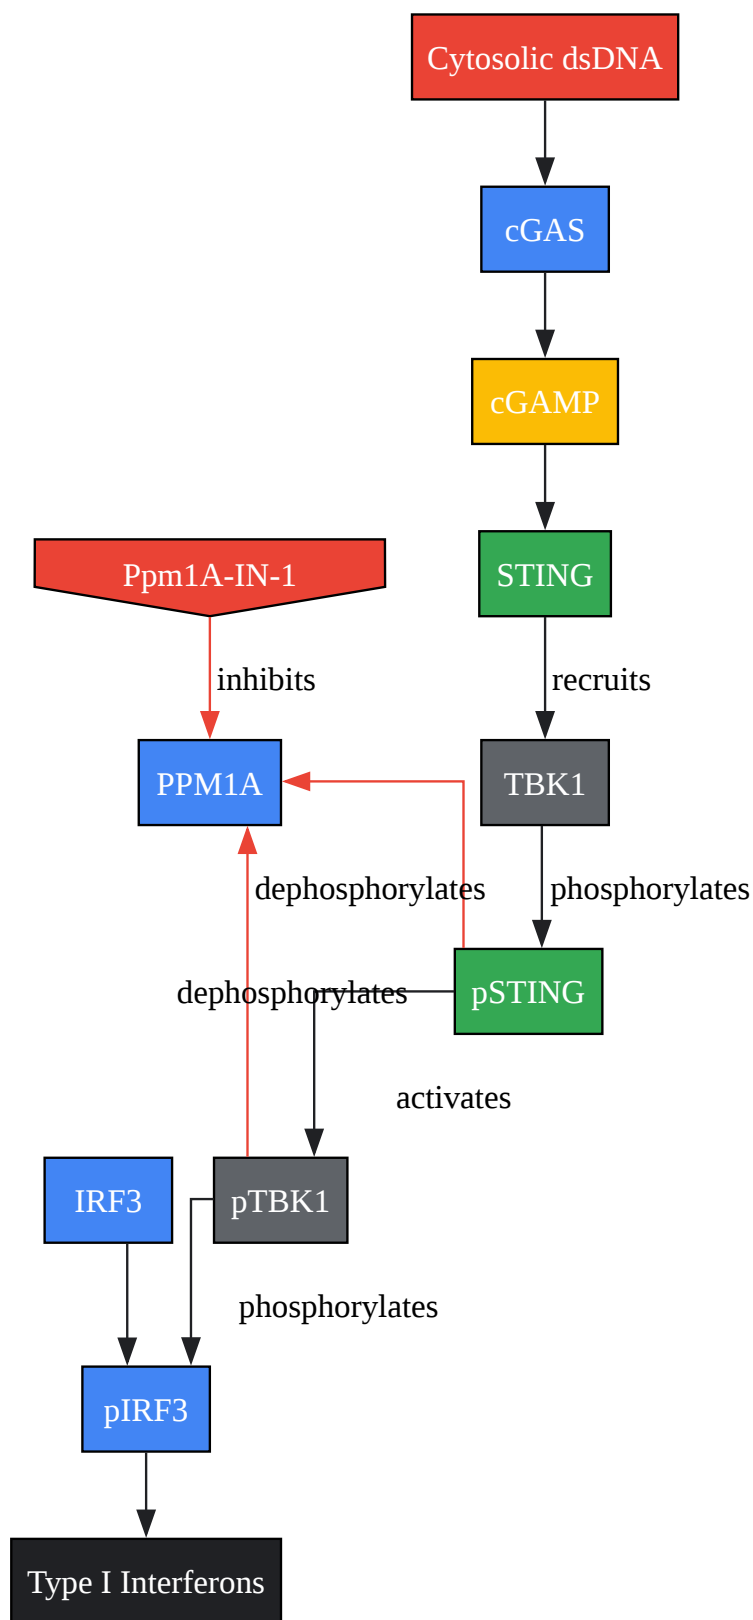 Cytosolic dsDNA
cGAS
cGAMP
Ppm1A-IN-1
STING
inhibits
recruits
PPM1A
TBK1
dephosphorylates
phosphorylates
dephosphorylates
pSTING
activates
IRF3
pTBK1
phosphorylates
pIRF3
Type I Interferons